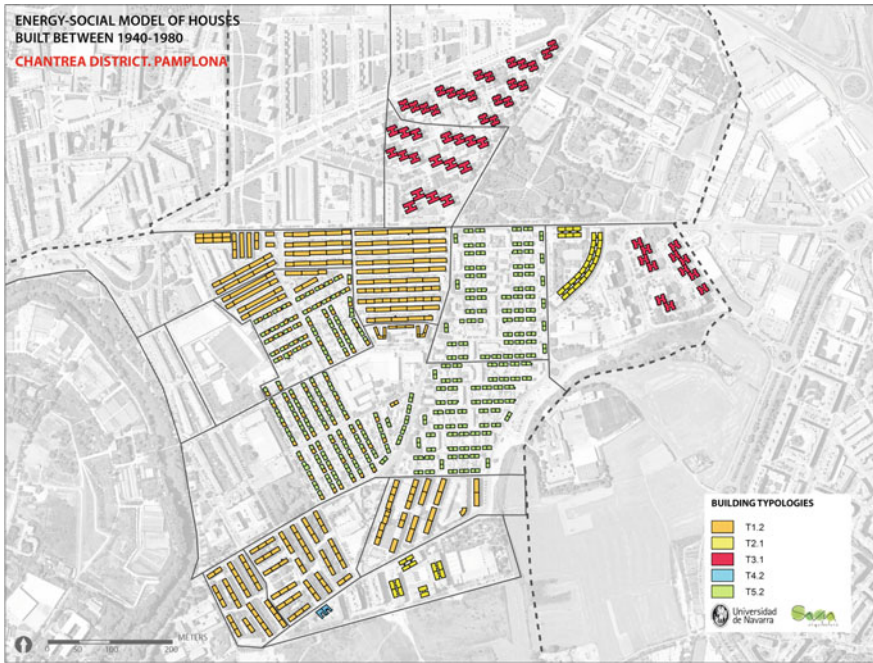 ENERGY-SOCIAL MODEL OF HOUSES
BUILT BETWEEN 1940-1980
CHANTREA DISTRICT. PAMPLONA
BUILDING TYPOLOGIES
T1.2
T2.1
T3.1
T4.2
T5.2
Universidad
de Navarra
METERS
0 50 100 200